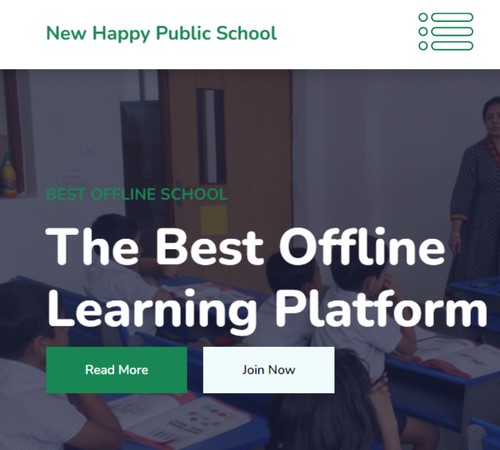 New Happy Public School
BEST OFFLINE SCHOOL
The Best Offline
Learning Platform
Read More
Join Now